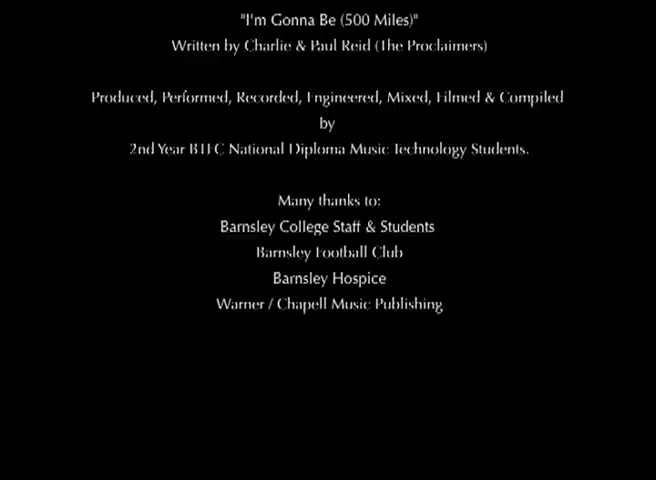 "I'm Gonna Be (500 Miles)"
Written by Charlie & Paul Reid (The Proclaimers)
Produced, Performed, Recorded, Engineered, Mixed, Filmed & Compiled
by
2nd Year BTEC National Diploma Music Technology Students.
Many thanks to:
Barnsley College Staff & Students
Barnsley Football Club
Barnsley Hospice
Warner / Chapell Music Publishing